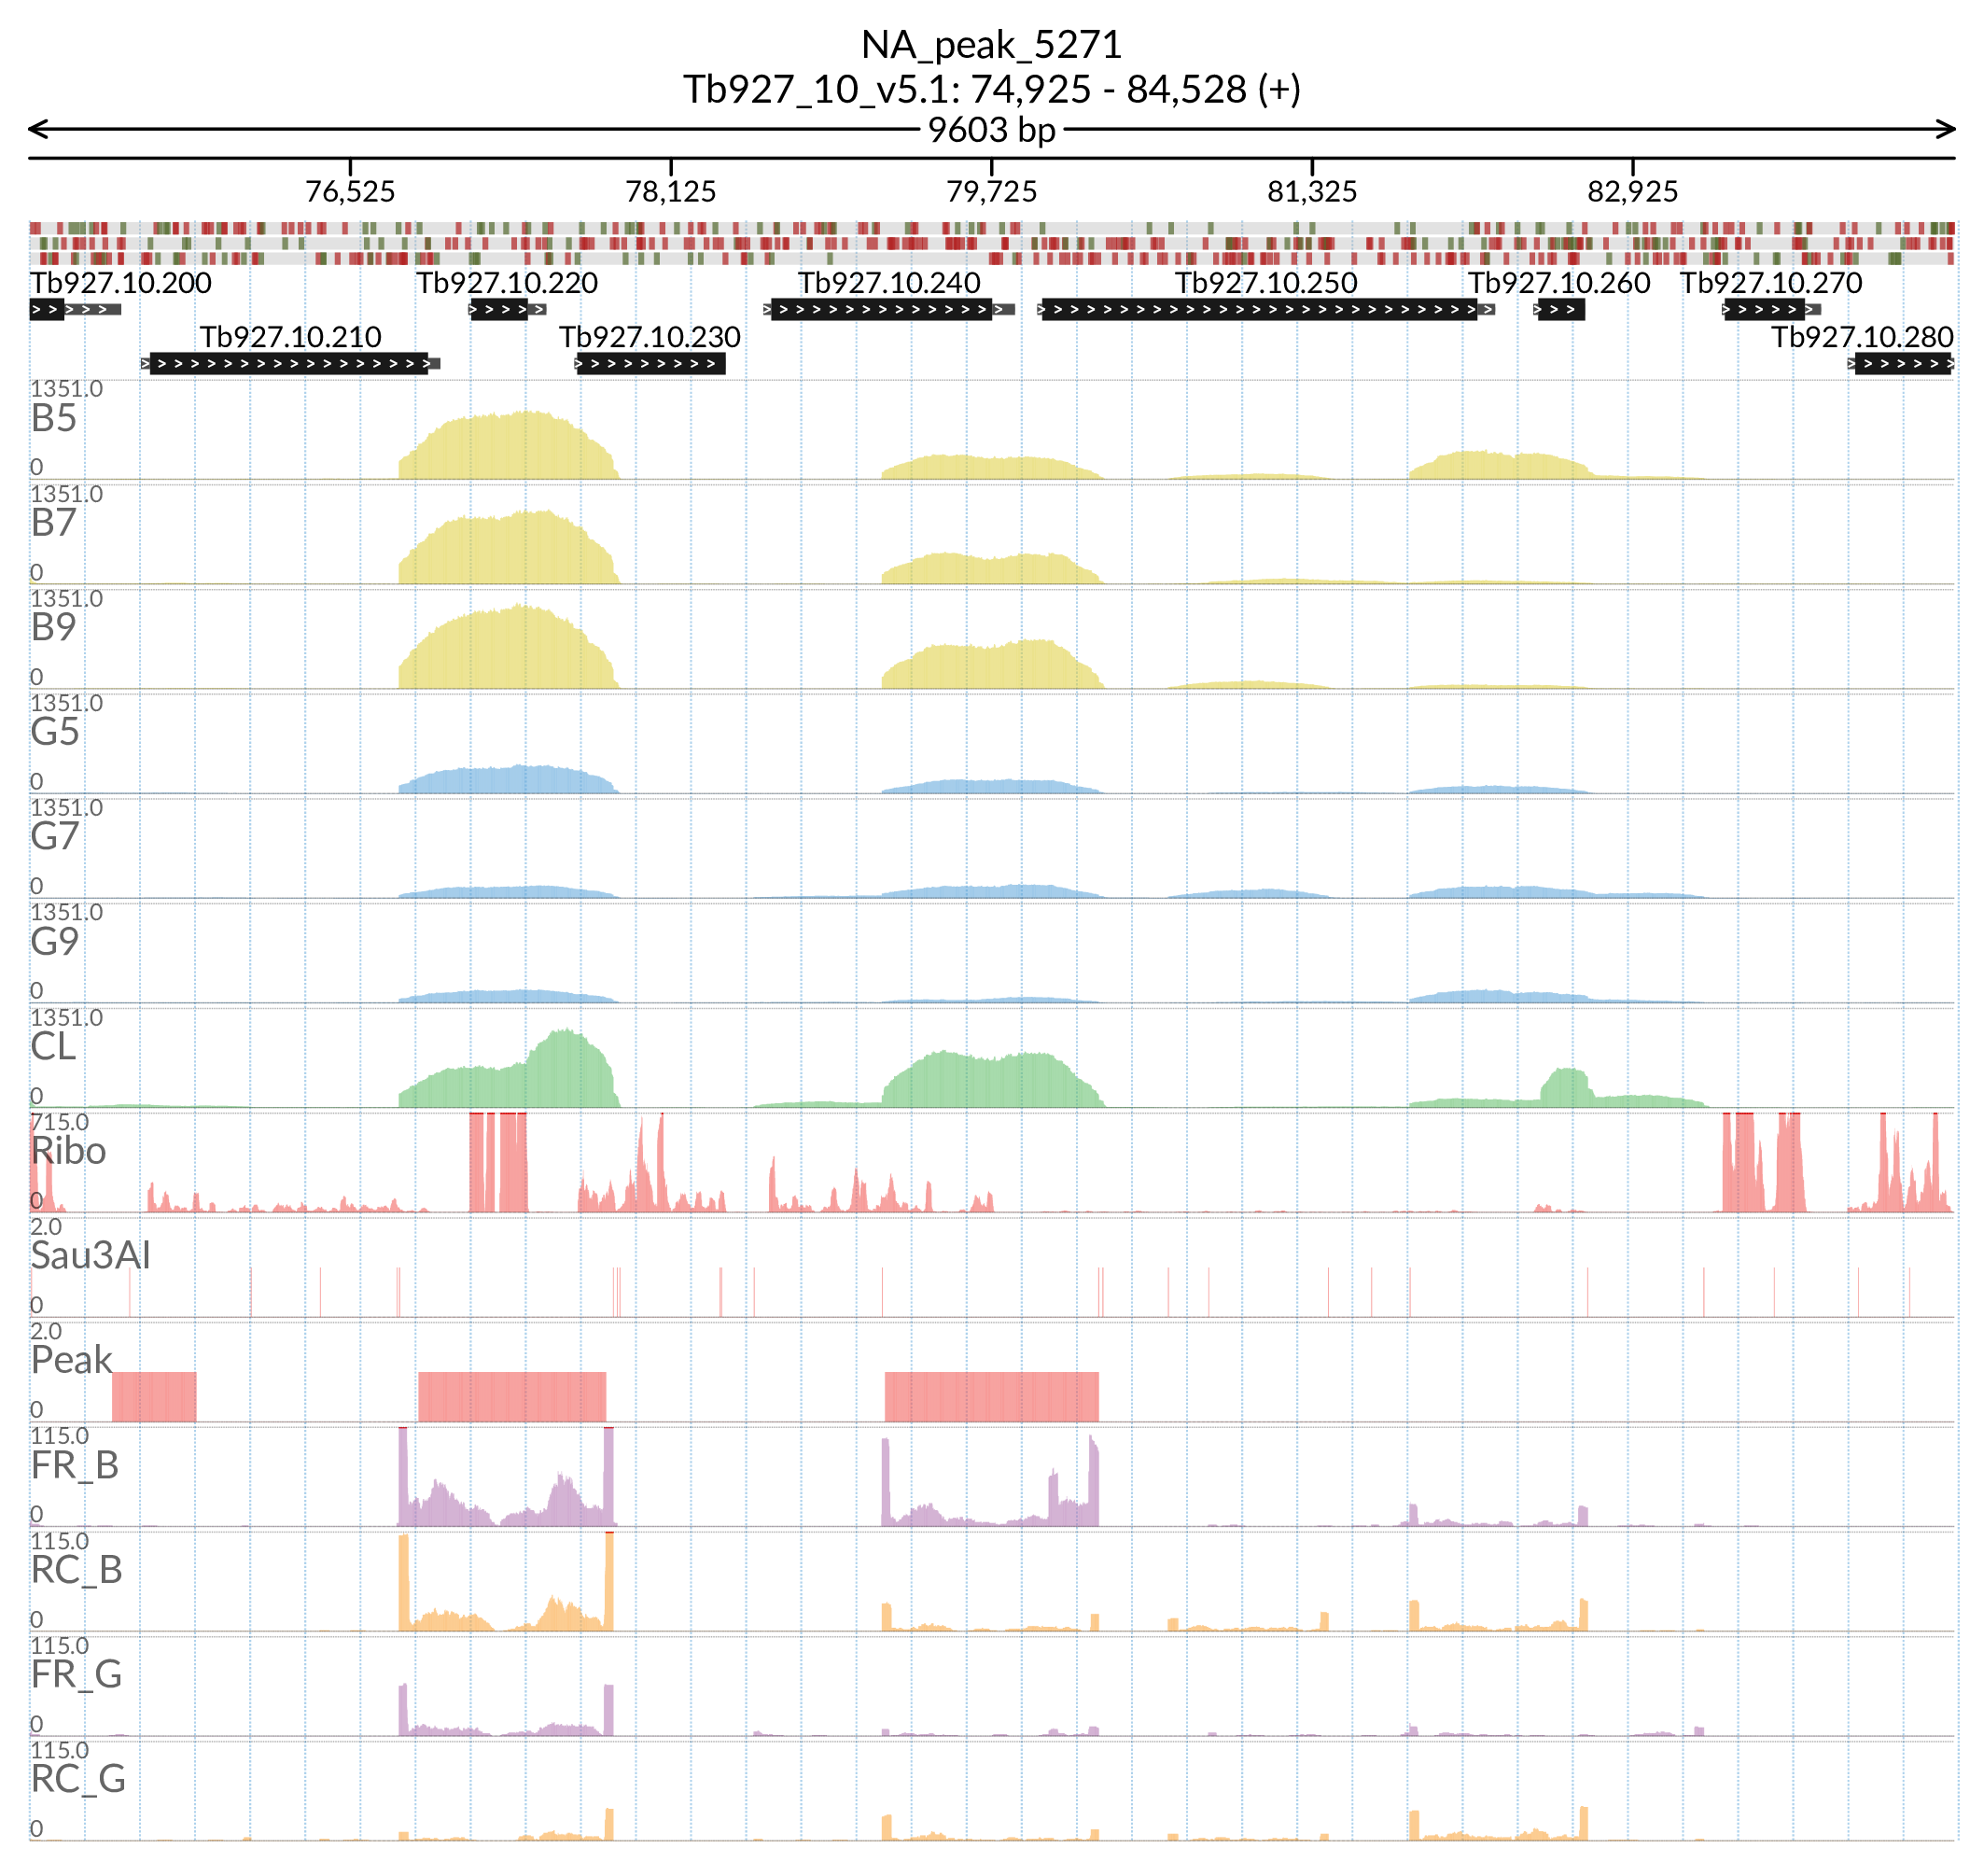 NA_peak_5271
Tb927_10_v5.1: 74,925 - 84,528 (+)
9603 bp
76,525 78,125 79,725 81,325 82,925
Tb927.10.200 Tb927.10.220 Tb927.10.240 Tb927.10.250 Tb927.10.260 Tb927.10.270
Tb927.10.210 Tb927.10.230 Tb927.10.280
1351.0
B5
0
1351.0
B7
0
1351.0
B9
0
1351.0
G5
0
1351.0
G7
0
1351.0
G9
0
1351.0
CL
0
715.0
Ribo
0
2.0
Sau3AI
0
2.0
Peak
0
115.0
FR_B
0
115.0
RC_B
0
115.0
FR_G
0
115.0
RC_G
0